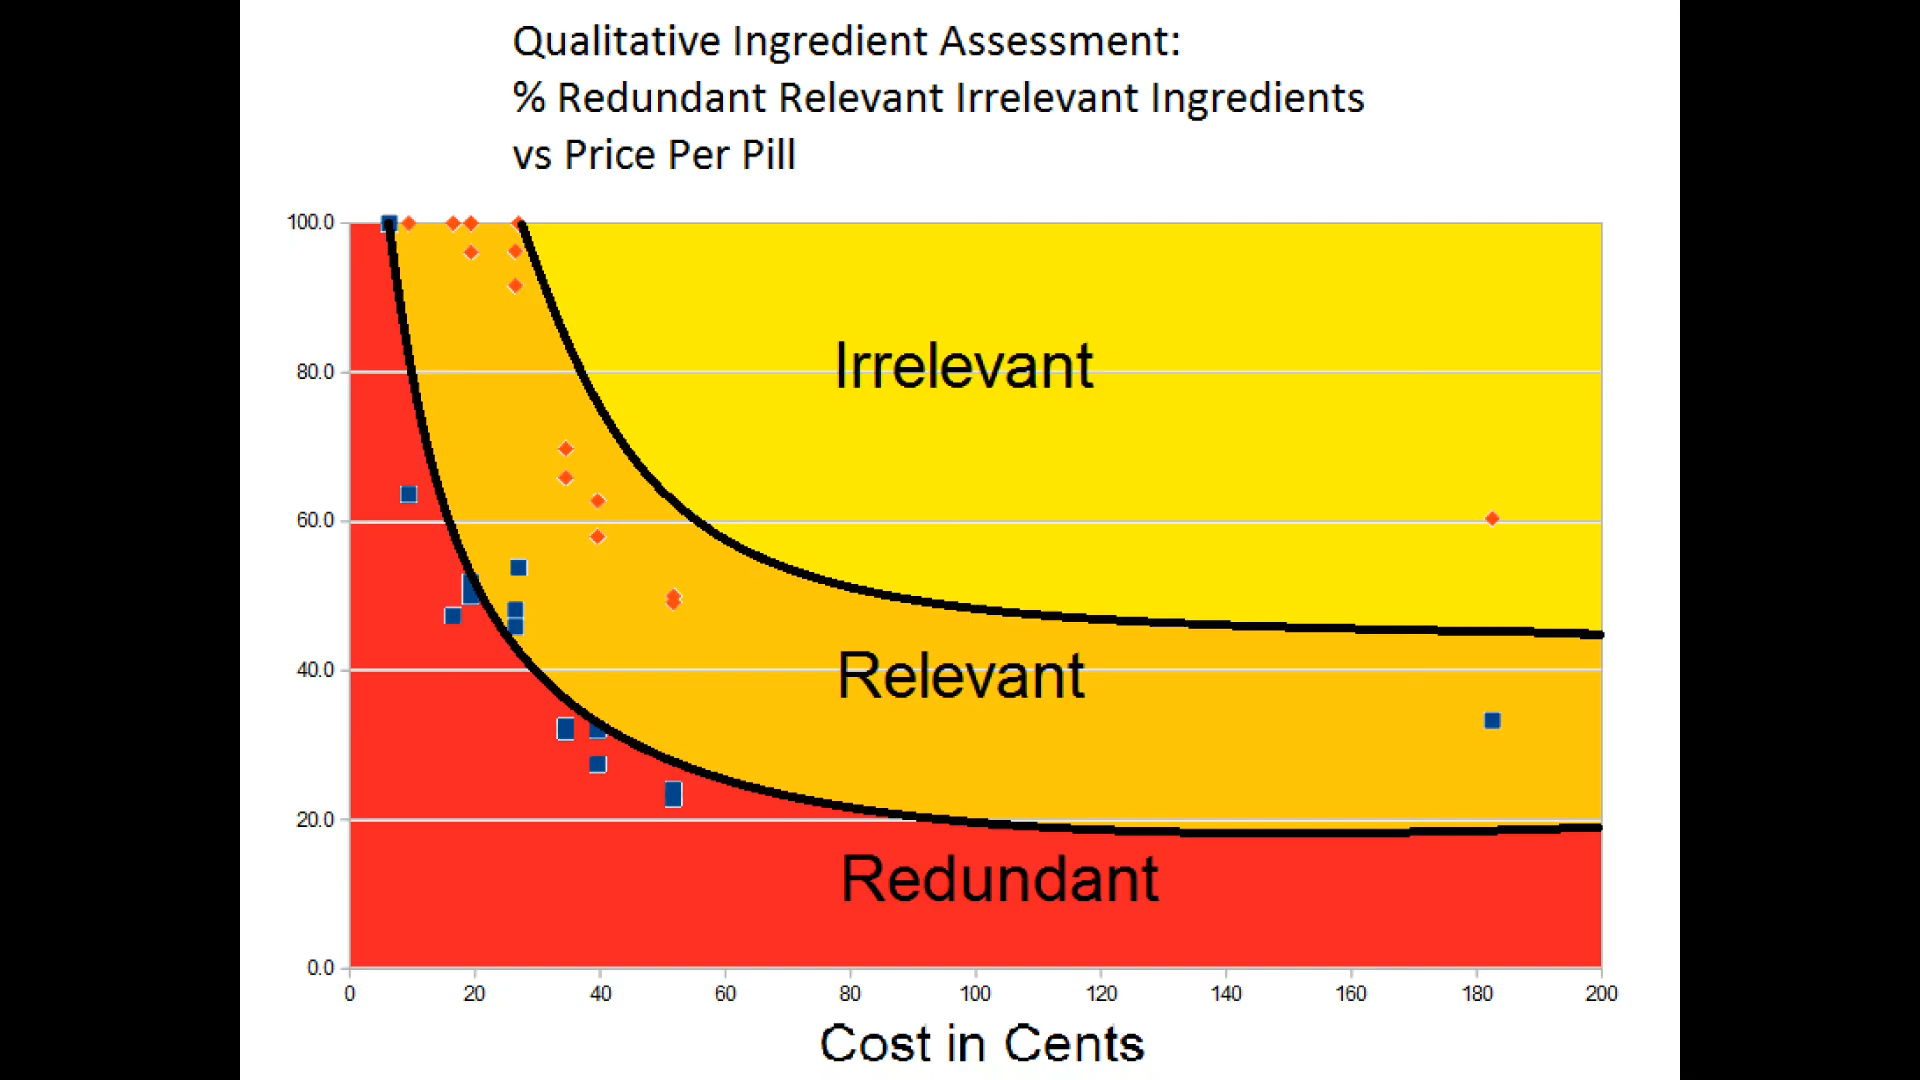 Qualitative Ingredient Assessment:
% Redundant Relevant Irrelevant Ingredients
vs Price Per Pill
100.0
80.0
60.0
40.0
20.0
0.0
Irrelevant
Relevant
Redundant
0 20 40 60 80 100 120 140 160 180 200
Cost in Cents